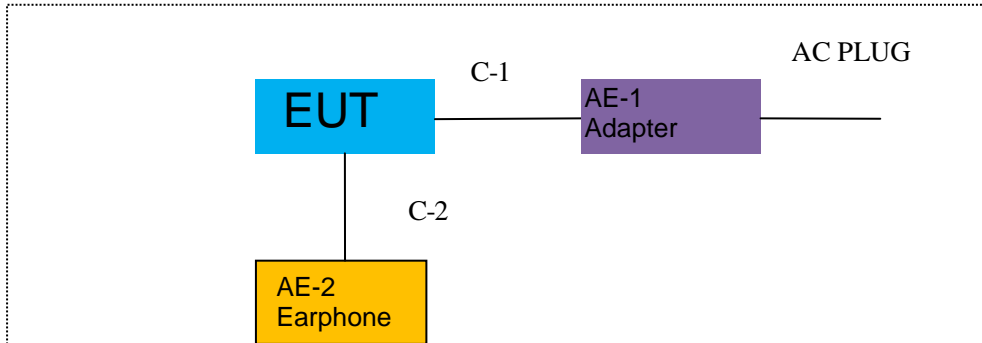 AC PLUG
C-1
EUT
AE-1
Adapter
C-2
AE-2
Earphone